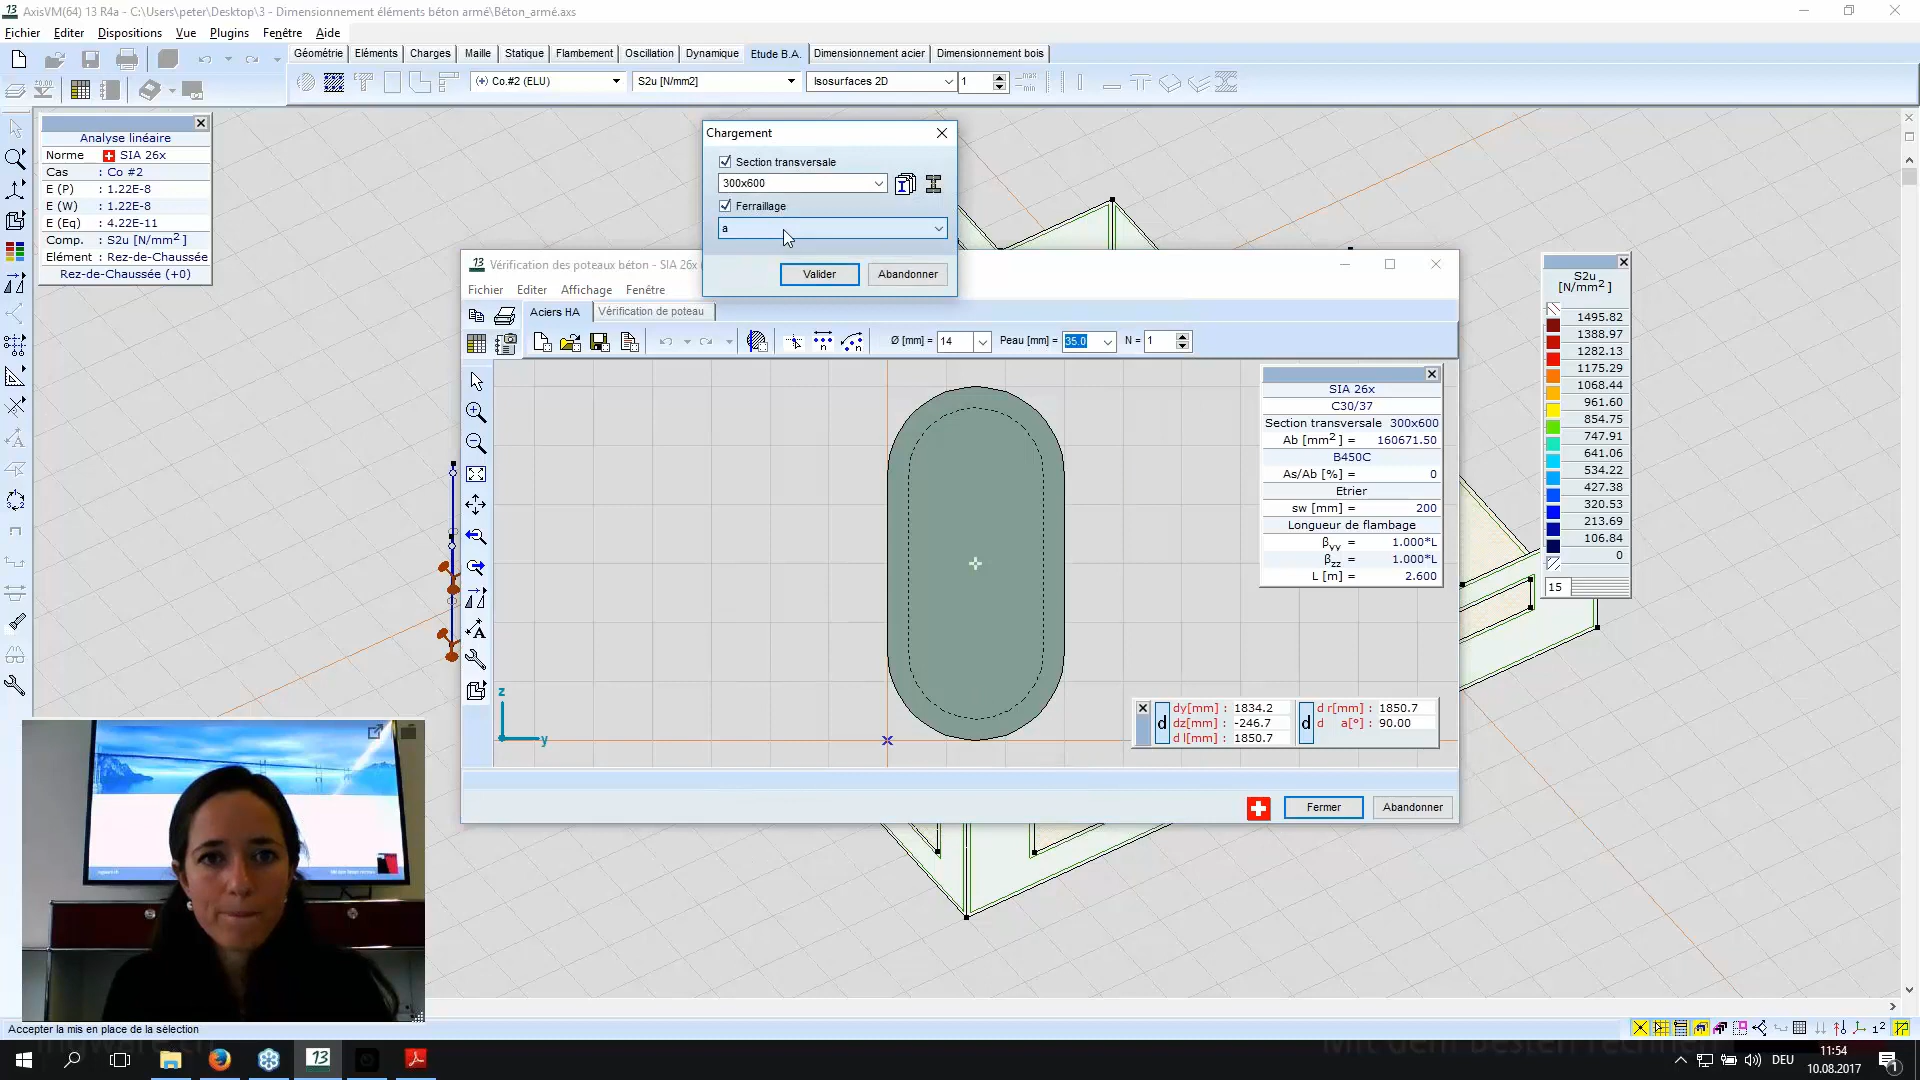 AxisVM(64) 13 R4a - C:\Users\peter\Desktop\3 - Dimensionnement éléments béton armé\Béton_armé.axs
Fichier Editer Dispositions Vue Plugins Fenêtre Aide
Géométrie Eléments Charges Maille Statique Flambement Oscillation Dynamique Etude B.A. Dimensionnement acier Dimensionnement bois
(+) Co.#2 (ELU) S2u [N/mm2] Isosurfaces 2D 1
Analyse linéaire
Norme SIA 26x
Cas : Co #2
E (P) : 1.22E-8
E (W) : 1.22E-8
E (Eq) : 4.22E-11
Comp. : S2u [N/mm²]
Elément : Rez-de-Chaussée
Rez-de-Chaussée (+0)
Chargement
Section transversale
300x600
Ferraillage
a
Valider Abandonner
Vérification des poteaux béton - SIA 26x
Fichier Editer Affichage Fenêtre
Aciers HA Vérification de poteau
Ø [mm] = 14 Peau [mm] = 35.0 N = 1
SIA 26x
C30/37
Section transversale 300x600
Ab [mm²] = 160671.50
B450C
As/Ab [%] = 0
Etrier
sw [mm] = 200
Longueur de flambage
βyy = 1.000*L
βzz = 1.000*L
L [m] = 2.600
z
y
d dy[mm] : 1834.2
dz[mm] : -246.7
d l[mm] : 1850.7
d d r[mm] : 1850.7
d a[°] : 90.00
Fermer Abandonner
S2u
[N/mm²]
1495.82
1388.97
1282.13
1175.29
1068.44
961.60
854.75
747.91
641.06
534.22
427.38
320.53
213.69
106.84
0
15
Accepter la mis en place de la sélection
13
DEU
11:54
10.08.2017